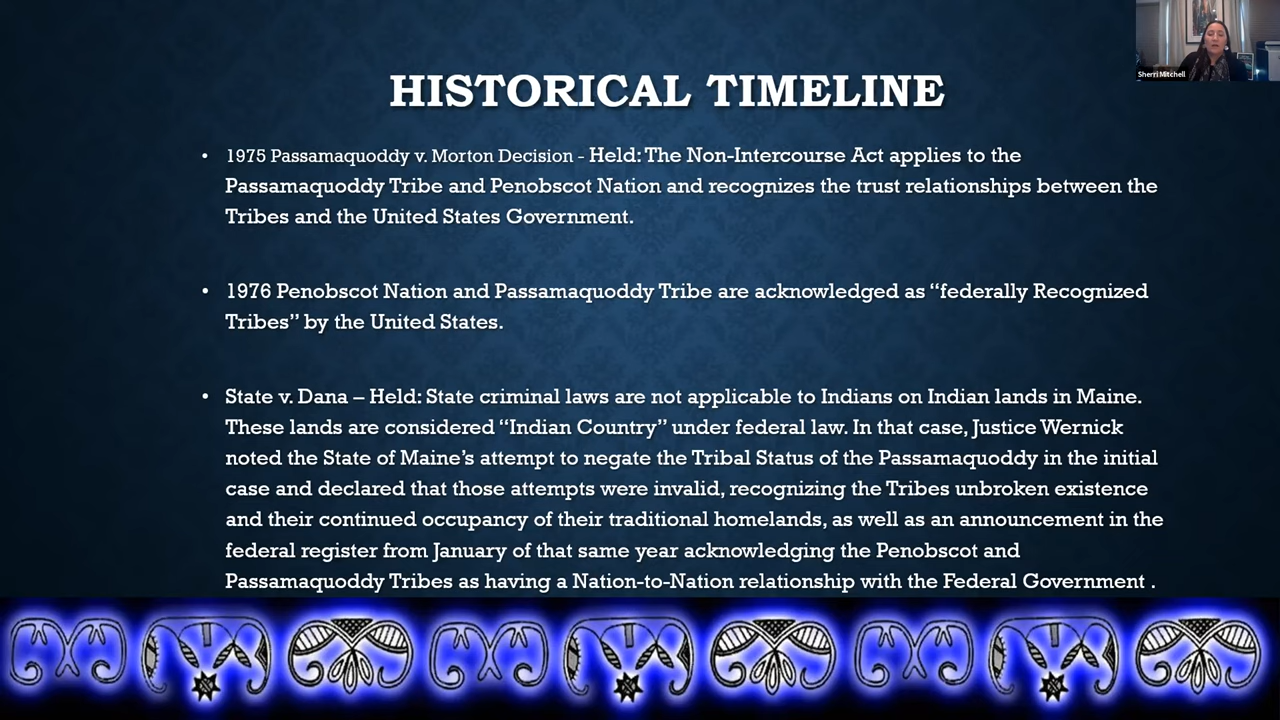 Sherri Mitchell
HISTORICAL TIMELINE
• 1975 Passamaquoddy v. Morton Decision - Held: The Non-Intercourse Act applies to the
Passamaquoddy Tribe and Penobscot Nation and recognizes the trust relationships between the
Tribes and the United States Government.
• 1976 Penobscot Nation and Passamaquoddy Tribe are acknowledged as “federally Recognized
Tribes” by the United States.
• State v. Dana – Held: State criminal laws are not applicable to Indians on Indian lands in Maine.
These lands are considered “Indian Country” under federal law. In that case, Justice Wernick
noted the State of Maine’s attempt to negate the Tribal Status of the Passamaquoddy in the initial
case and declared that those attempts were invalid, recognizing the Tribes unbroken existence
and their continued occupancy of their traditional homelands, as well as an announcement in the
federal register from January of that same year acknowledging the Penobscot and
Passamaquoddy Tribes as having a Nation-to-Nation relationship with the Federal Government .